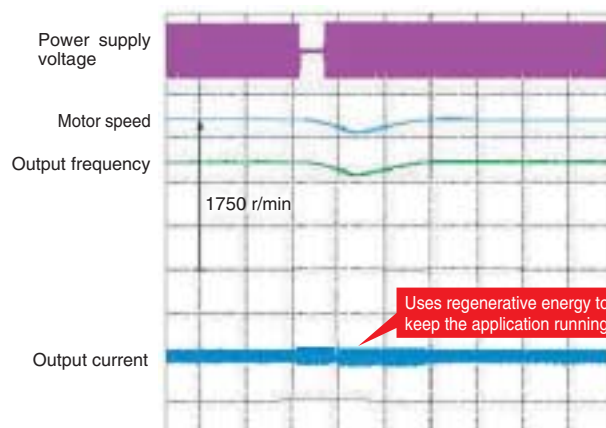 Power supply
voltage
Motor speed
Output frequency
1750 r/min
Uses regenerative energy to
keep the application running
Output current